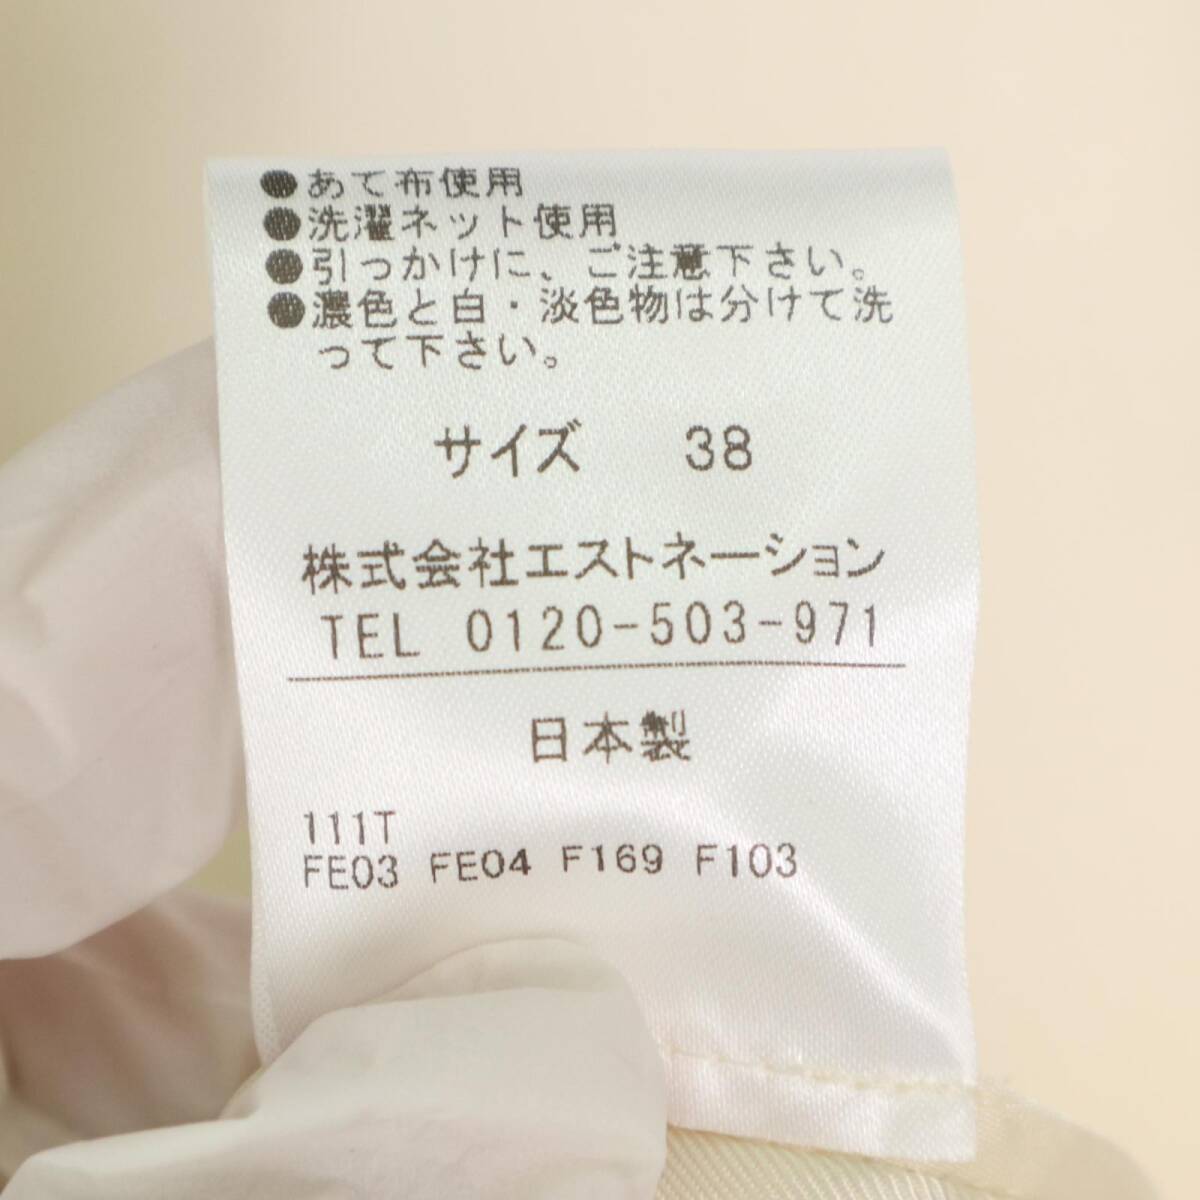 ●あて布使用
●洗濯ネット使用
●引っかけに、ご注意下さい。
●濃色と白・淡色物は分けて洗
って下さい。
サイズ 38
株式会社エストネーション
TEL 0120-503-971
日本製
111T
FE03 FE04 F169 F103